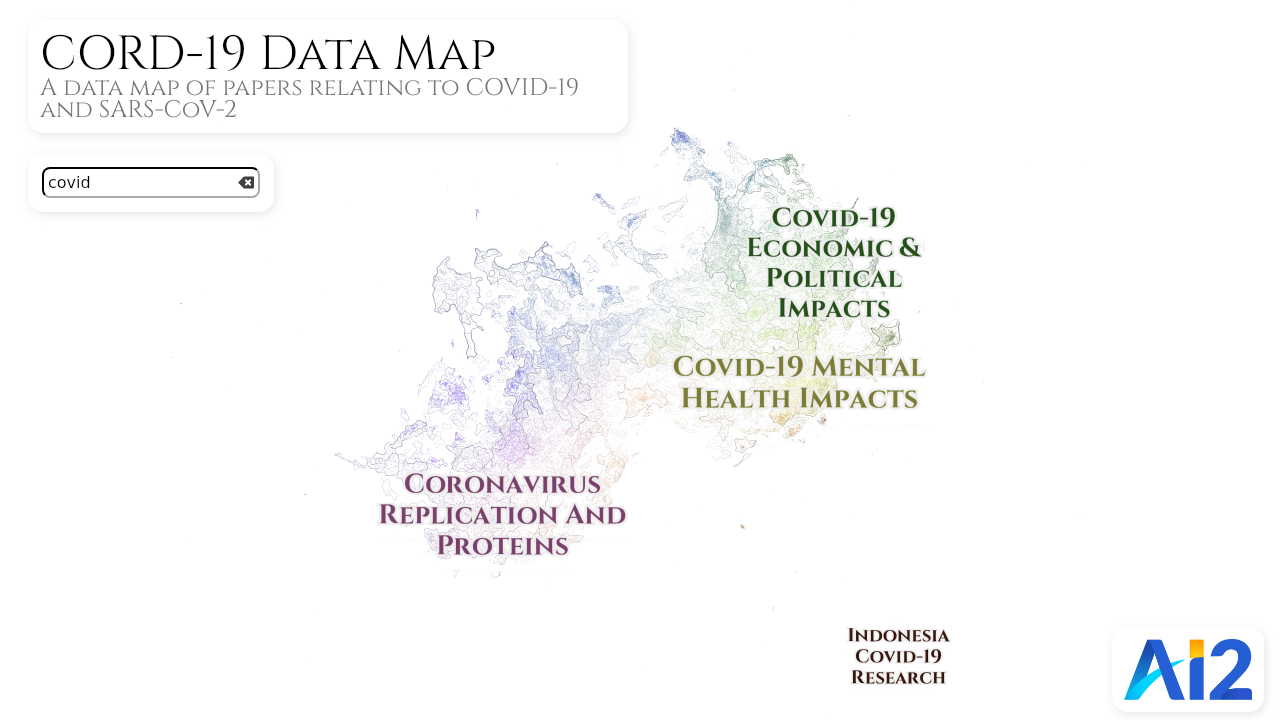 CORD-19 Data Map
A data map of papers relating to COVID-19
and SARS-CoV-2
covid
Covid-19
Economic &
Political
Impacts
Covid-19 Mental
Health Impacts
Coronavirus
Replication And
Proteins
Indonesia
Covid-19
Research
Ai2